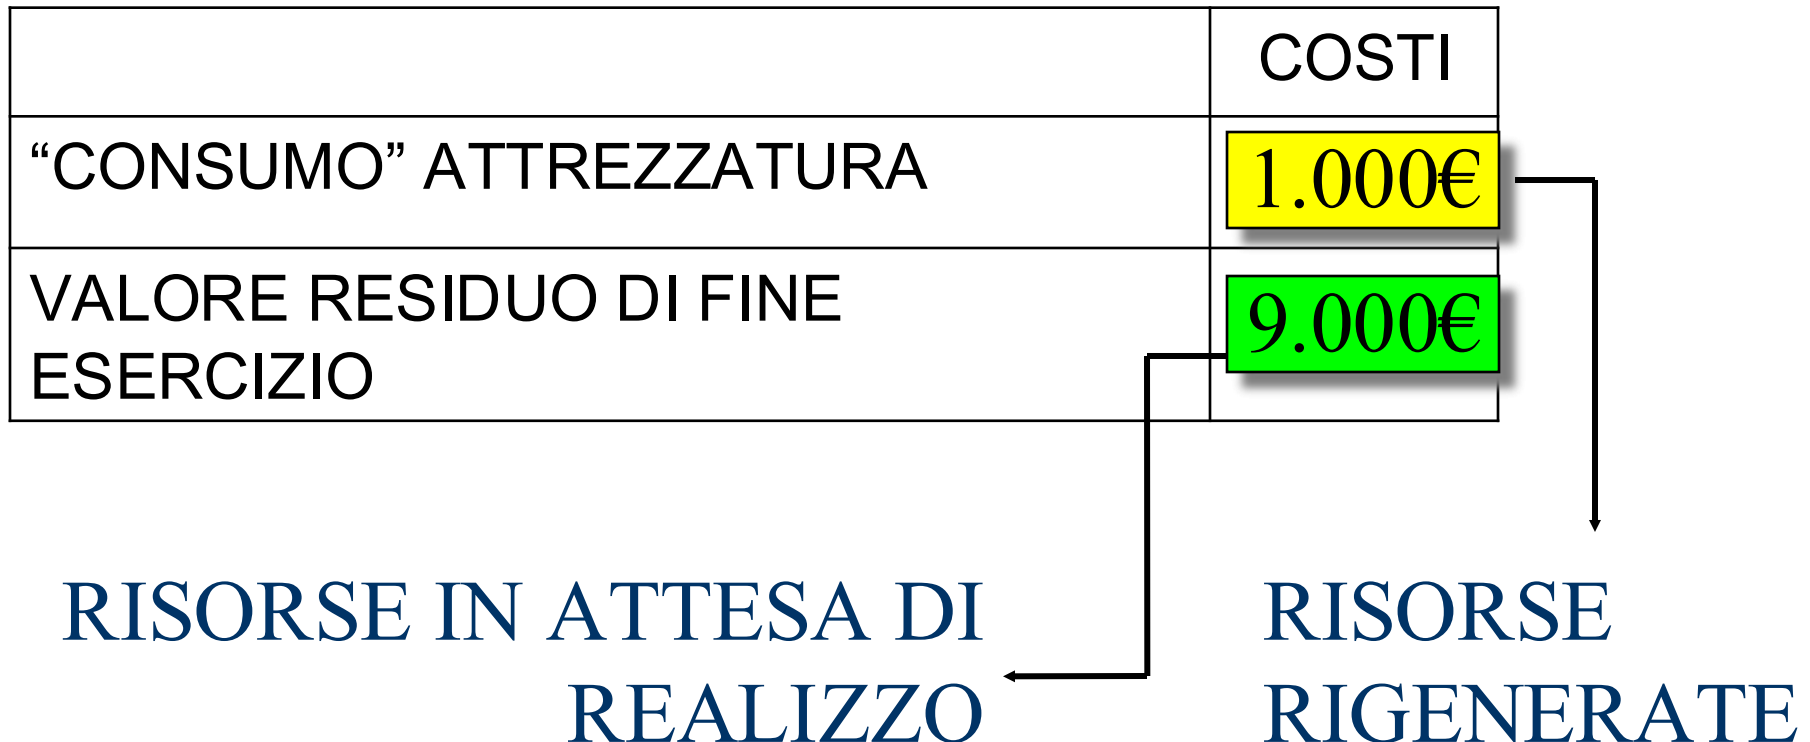 COSTI
“CONSUMO” ATTREZZATURA
1.000€
VALORE RESIDUO DI FINE
ESERCIZIO
9.000€
RISORSE IN ATTESA DI
REALIZZO
RISORSE
RIGENERATE